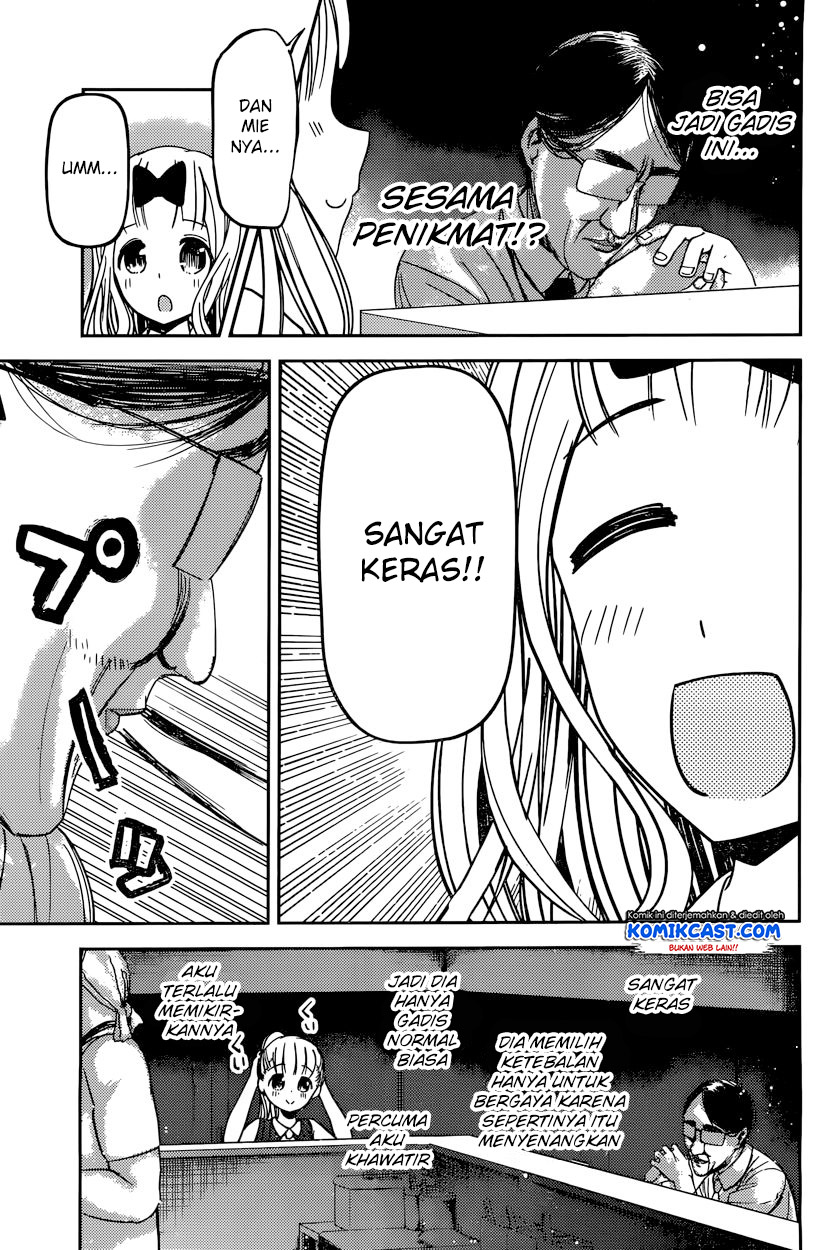 BISA
JADI GADIS
INI...
SESAMA
PENIKMAT!?
DAN
MIE
NYA...
UMM...
SANGAT
KERAS!!
プ
ッ
Komik ini diterjemahkan & diedit oleh
KOMIKCAST.COM
BUKAN WEB LAIN!!
SANGAT
KERAS
DIA MEMILIH
KETEBALAN
HANYA UNTUK
BERGAYA KARENA
SEPERTINYA ITU
MENYENANGKAN
JADI DIA
HANYA
GADIS
NORMAL
BIASA
PERCUMA
AKU
KHAWATIR
AKU
TERLALU
MEMIKIR-
KANNYA